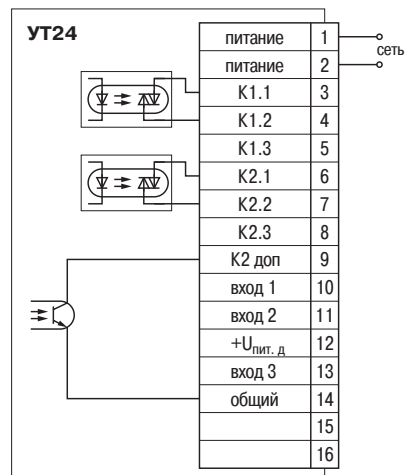 УТ24
питание 1
сеть
питание 2
К1.1 3
К1.2 4
К1.3 5
К2.1 6
К2.2 7
К2.3 8
К2 доп 9
вход 1 10
вход 2 11
+Uпит. д 12
вход 3 13
общий 14
15
16